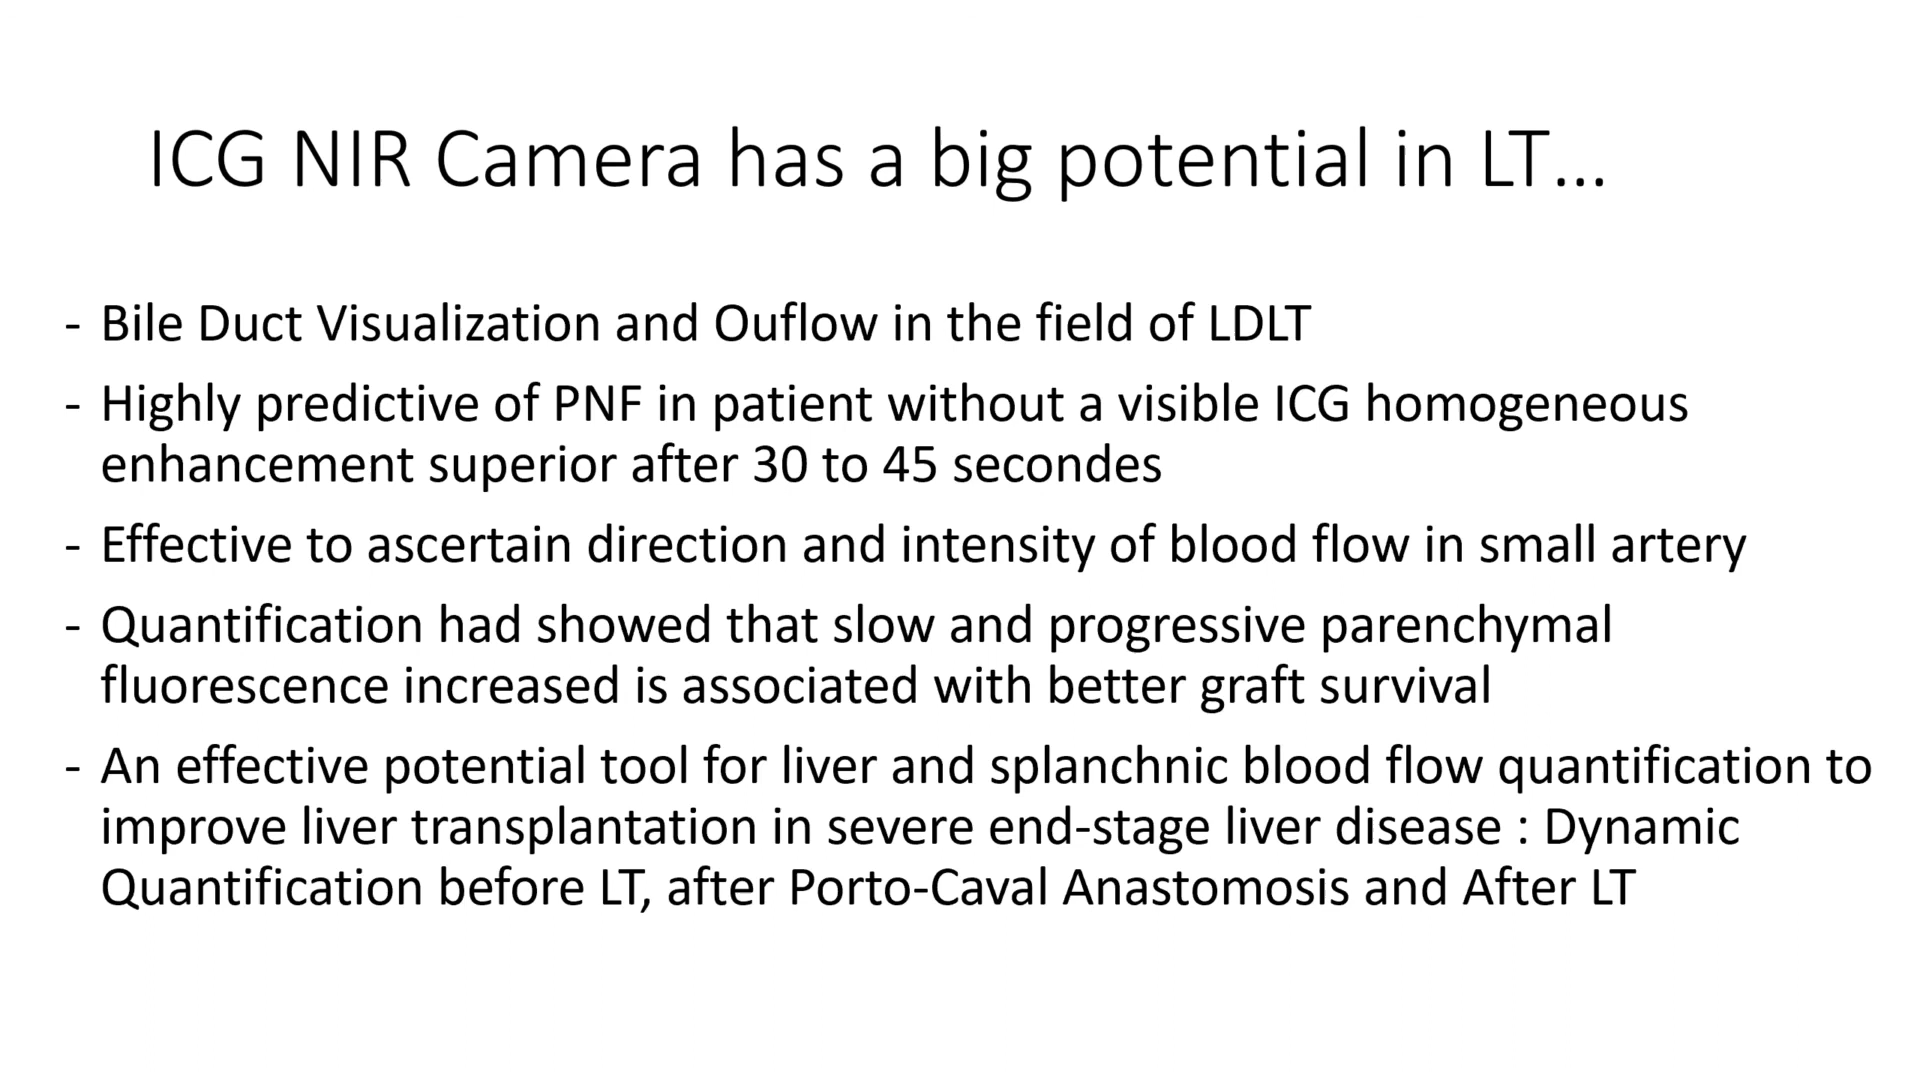 ICG NIR Camera has a big potential in LT...
- Bile Duct Visualization and Ouflow in the field of LDLT
- Highly predictive of PNF in patient without a visible ICG homogeneous
enhancement superior after 30 to 45 secondes
- Effective to ascertain direction and intensity of blood flow in small artery
- Quantification had showed that slow and progressive parenchymal
fluorescence increased is associated with better graft survival
- An effective potential tool for liver and splanchnic blood flow quantification to
improve liver transplantation in severe end-stage liver disease : Dynamic
Quantification before LT, after Porto-Caval Anastomosis and After LT